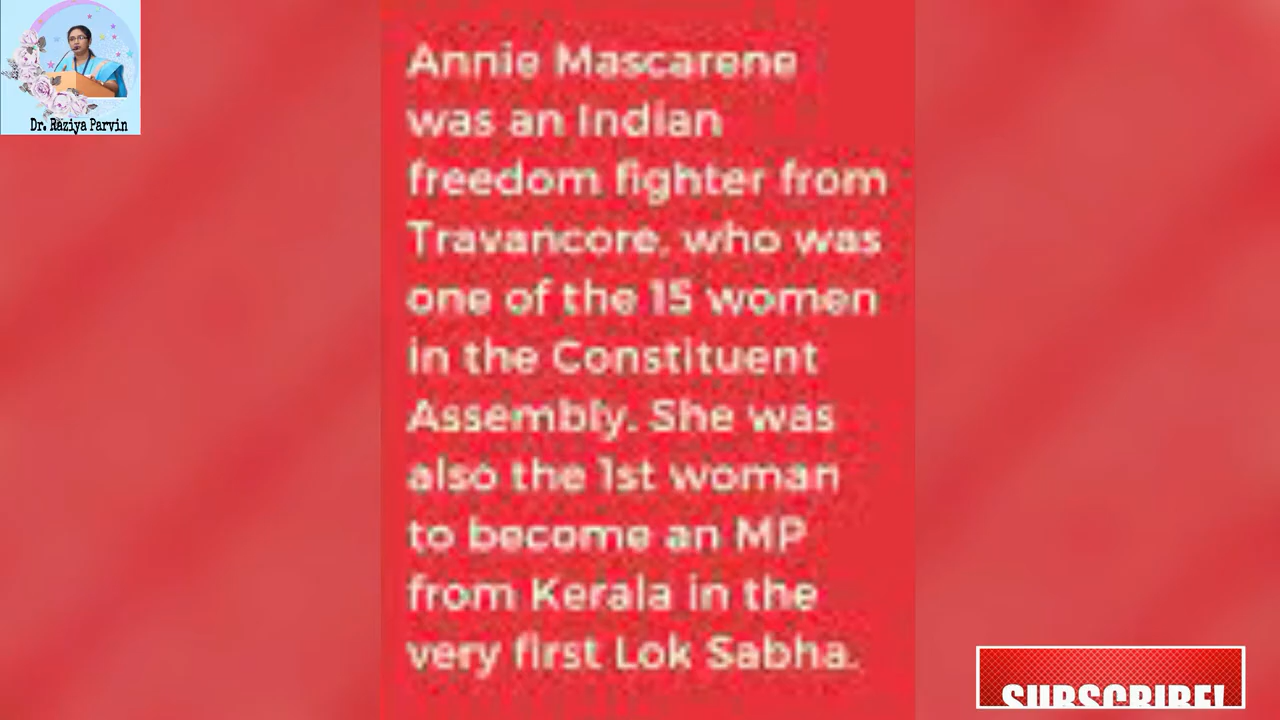 Dr. Raziya Parvin
Annie Mascarene
was an Indian
freedom fighter from
Travancore, who was
one of the 15 women
in the Constituent
Assembly. She was
also the 1st woman
to become an MP
from Kerala in the
very first Lok Sabha.
SUBSCRIBE!